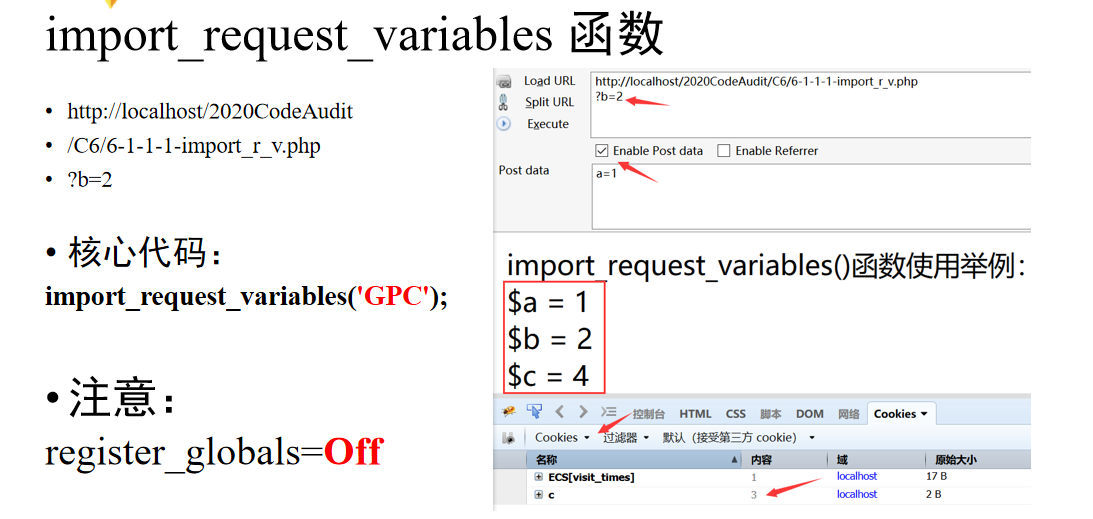 import_request_variables 函数
• http://localhost/2020CodeAudit
• /C6/6-1-1-1-import_r_v.php
• ?b=2
• 核心代码：
import_request_variables('GPC');
• 注意：
register_globals=Off
Load URL
http://localhost/2020CodeAudit/C6/6-1-1-1-import_r_v.php
?b=2
Split URL
Execute
Enable Post data Enable Referrer
Post data
a=1
import_request_variables()函数使用举例：
$a = 1
$b = 2
$c = 4
控制台 HTML CSS 脚本 DOM 网络 Cookies
Cookies 过滤器 默认（接受第三方 cookie）
名称 内容 域 原始大小
ECS[visit_times] 1 localhost 17 B
c 3 localhost 2 B